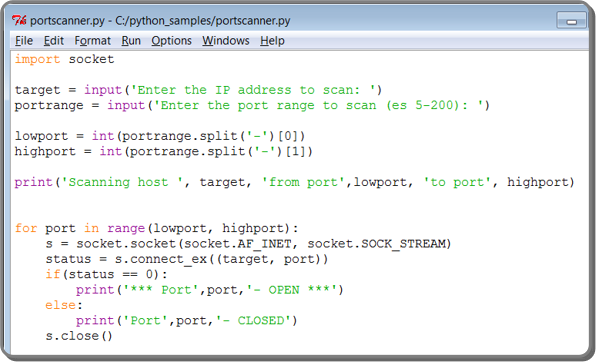 portscanner.py - C:/python_samples/portscanner.py
File Edit Format Run Options Windows Help
import socket
target = input('Enter the IP address to scan: ')
portrange = input('Enter the port range to scan (es 5-200): ')
lowport = int(portrange.split('-')[0])
highport = int(portrange.split('-')[1])
print('Scanning host ', target, 'from port',lowport, 'to port', highport)
for port in range(lowport, highport):
    s = socket.socket(socket.AF_INET, socket.SOCK_STREAM)
    status = s.connect_ex((target, port))
    if(status == 0):
        print('*** Port',port,'- OPEN ***')
    else:
        print('Port',port,'- CLOSED')
    s.close()